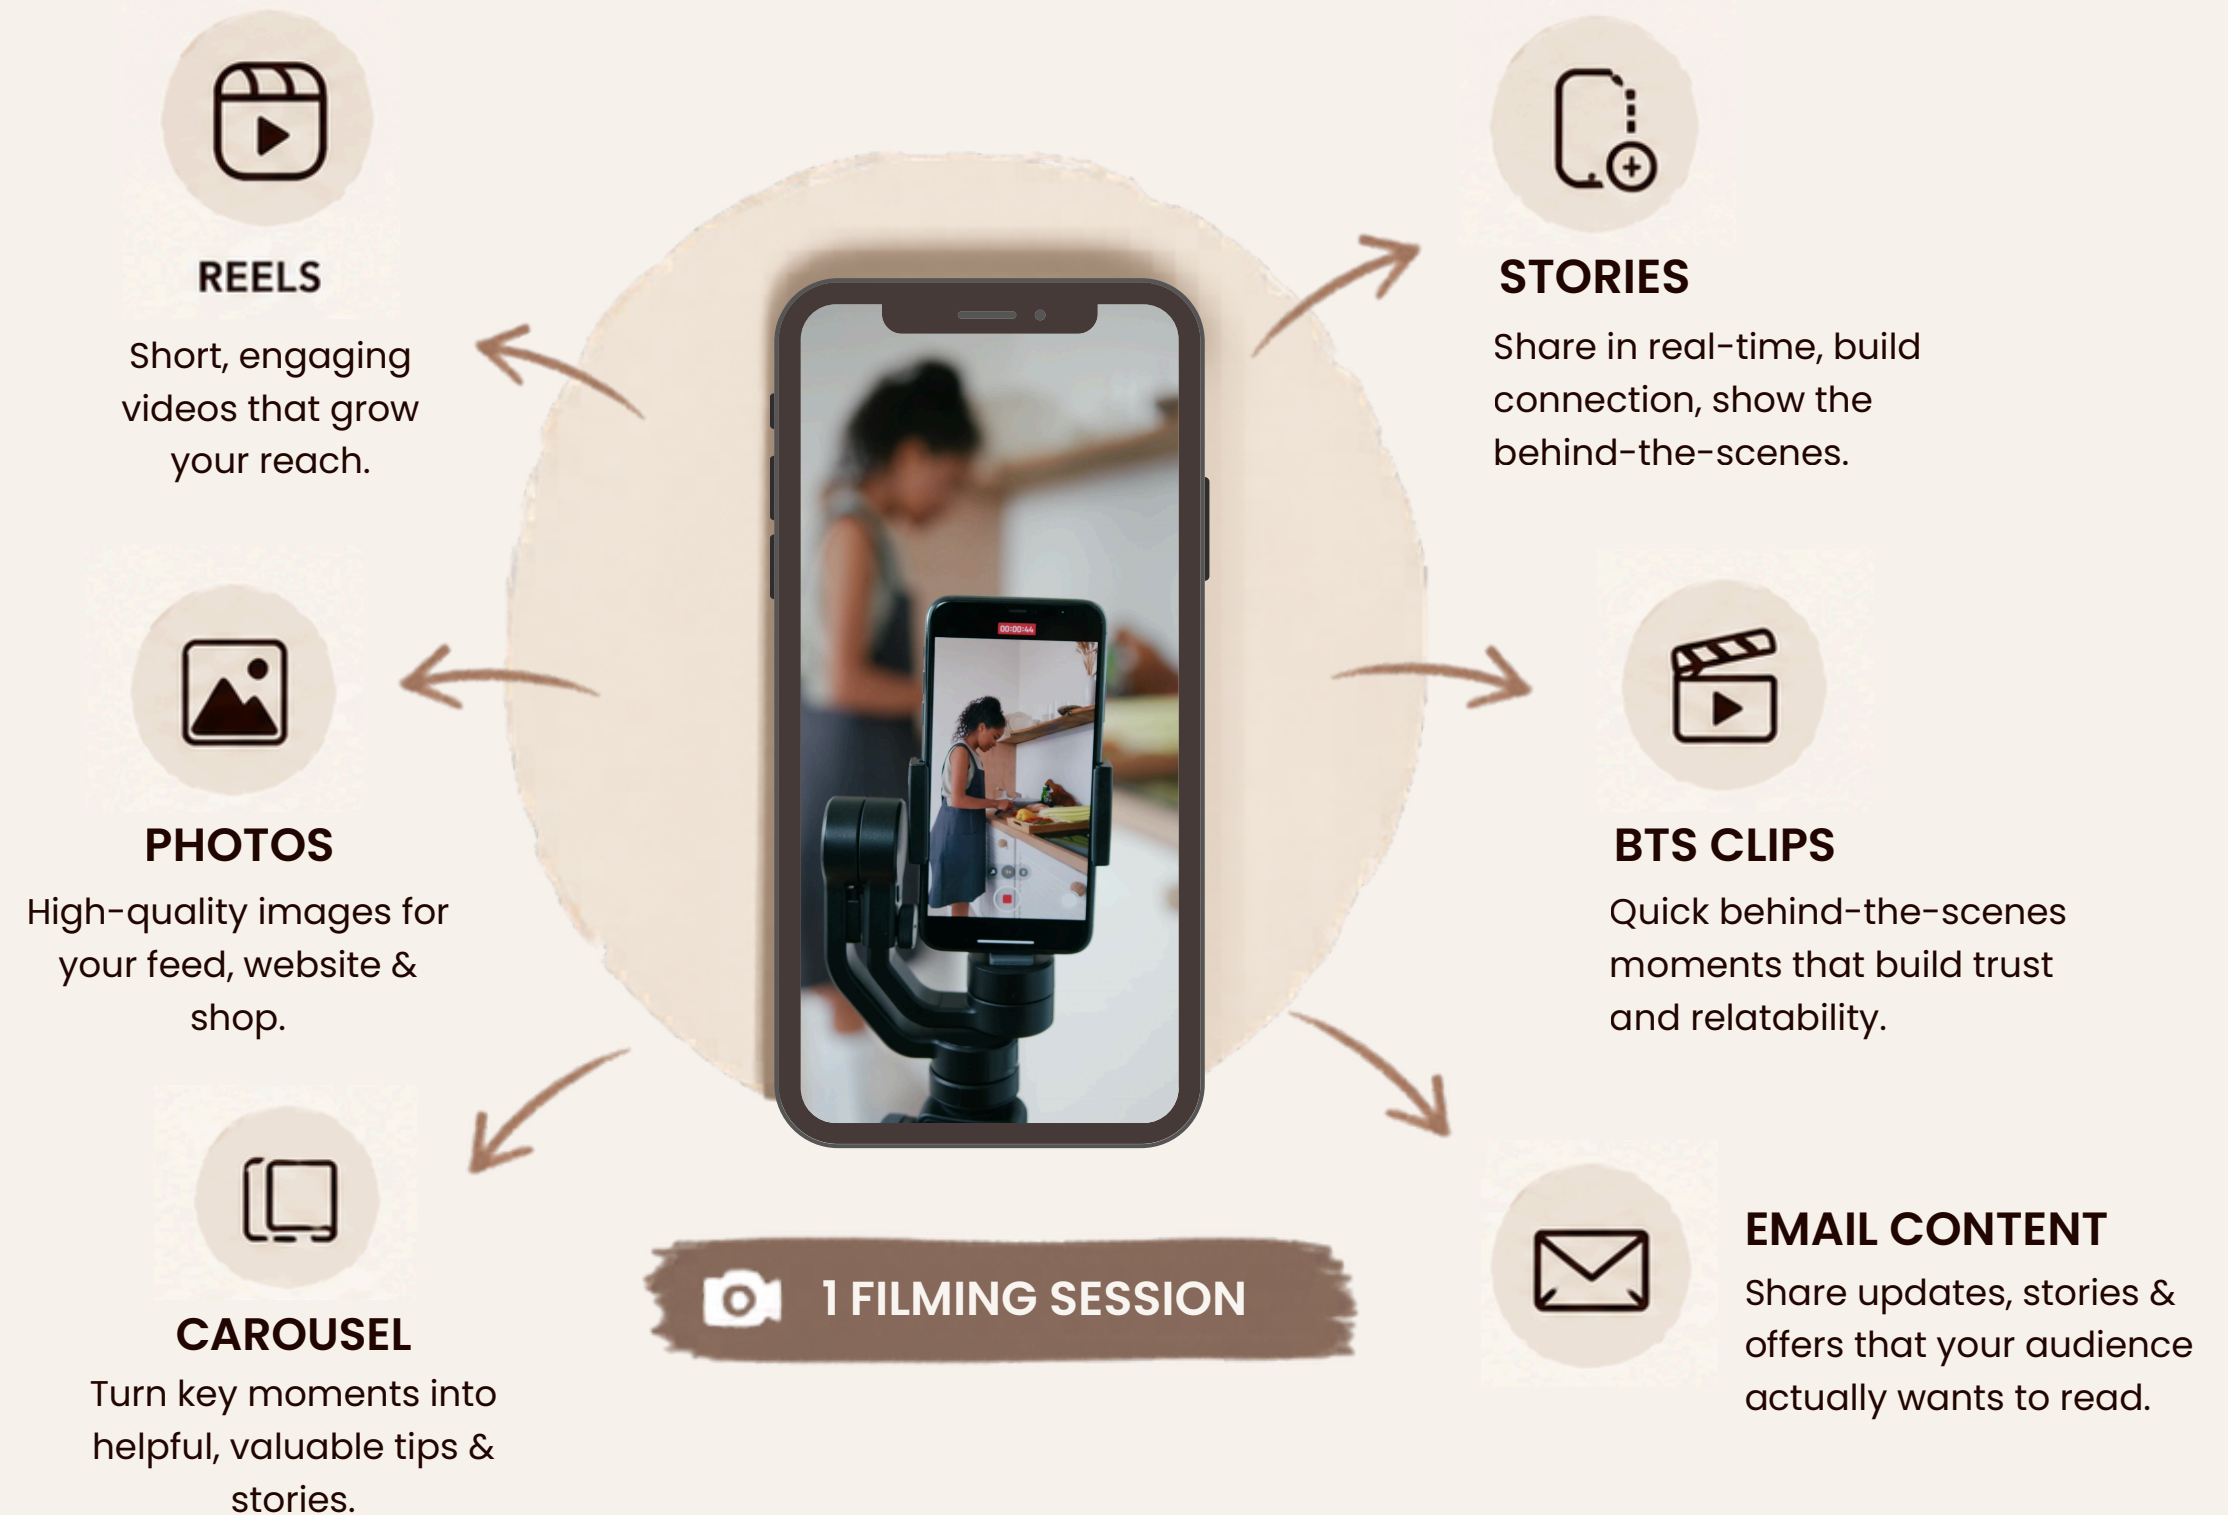 REELS
Short, engaging
videos that grow
your reach.
STORIES
Share in real-time, build
connection, show the
behind-the-scenes.
00:00:44
PHOTOS
High-quality images for
your feed, website &
shop.
BTS CLIPS
Quick behind-the-scenes
moments that build trust
and relatability.
CAROUSEL
Turn key moments into
helpful, valuable tips &
stories.
1 FILMING SESSION
EMAIL CONTENT
Share updates, stories &
offers that your audience
actually wants to read.